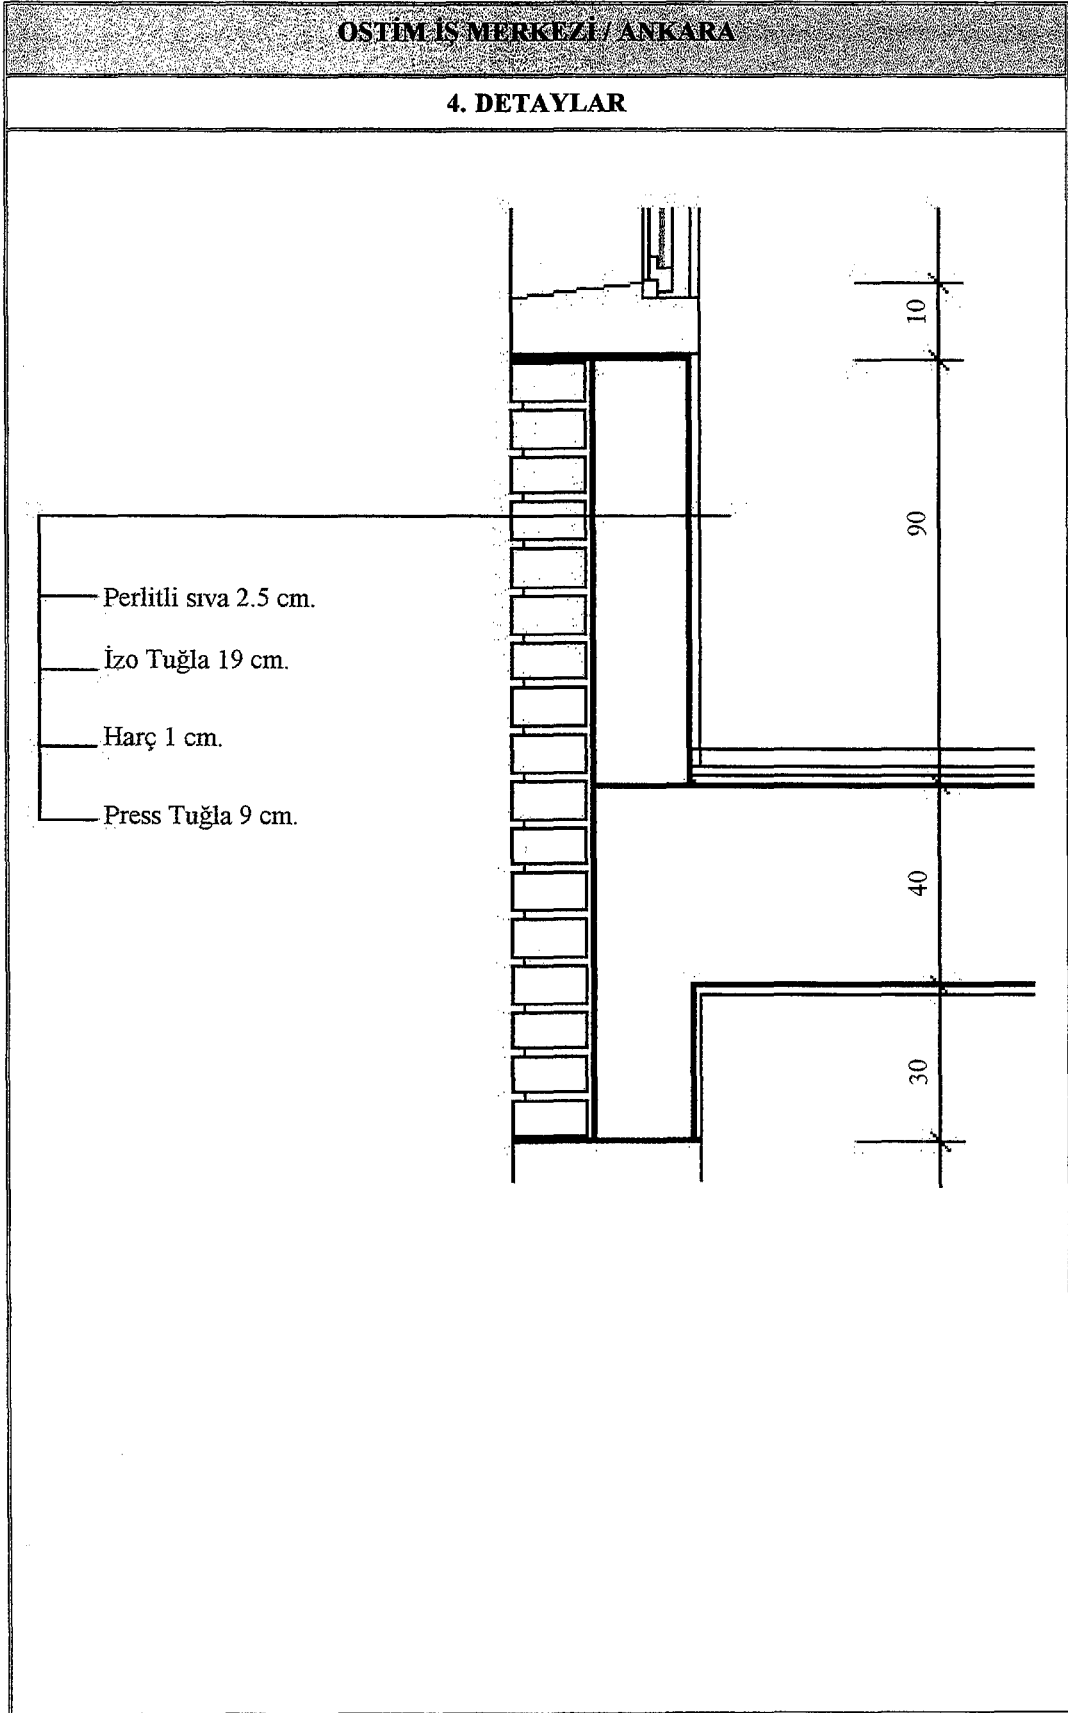 OSTİM İŞ MERKEZİ / ANKARA
4. DETAYLAR
10
90
Perlitli sıva 2.5 cm.
İzo Tuğla 19 cm.
Harç 1 cm.
Press Tuğla 9 cm.
40
30